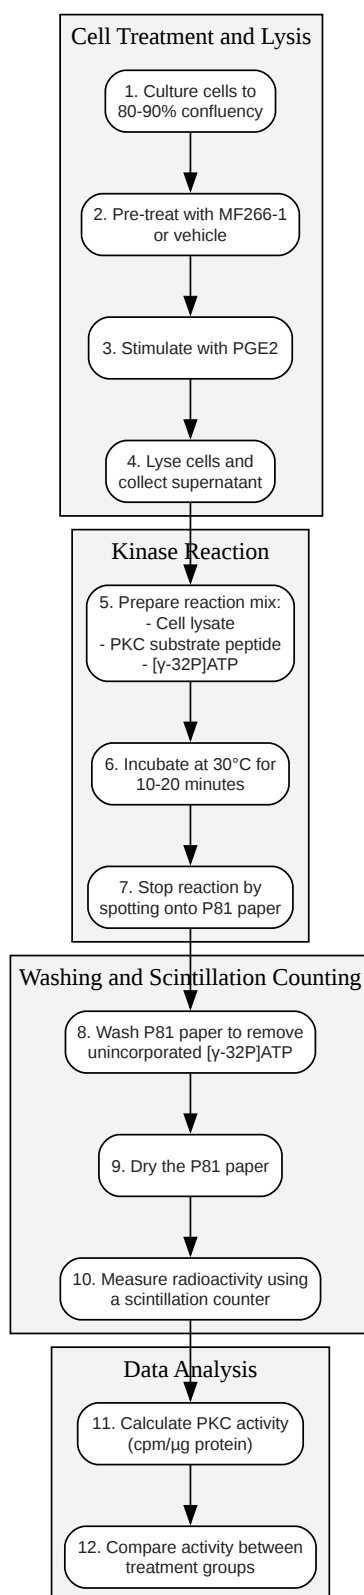 Cell Treatment and Lysis
1. Culture cells to
80-90% confluency
2. Pre-treat with MF266-1
or vehicle
3. Stimulate with PGE2
4. Lyse cells and
collect supernatant
Kinase Reaction
5. Prepare reaction mix:
- Cell lysate
- PKC substrate peptide
- [γ-32P]ATP
6. Incubate at 30°C for
10-20 minutes
7. Stop reaction by
spotting onto P81 paper
Washing and Scintillation Counting
8. Wash P81 paper to remove
unincorporated [γ-32P]ATP
9. Dry the P81 paper
10. Measure radioactivity using
a scintillation counter
Data Analysis
11. Calculate PKC activity
(cpm/µg protein)
12. Compare activity between
treatment groups